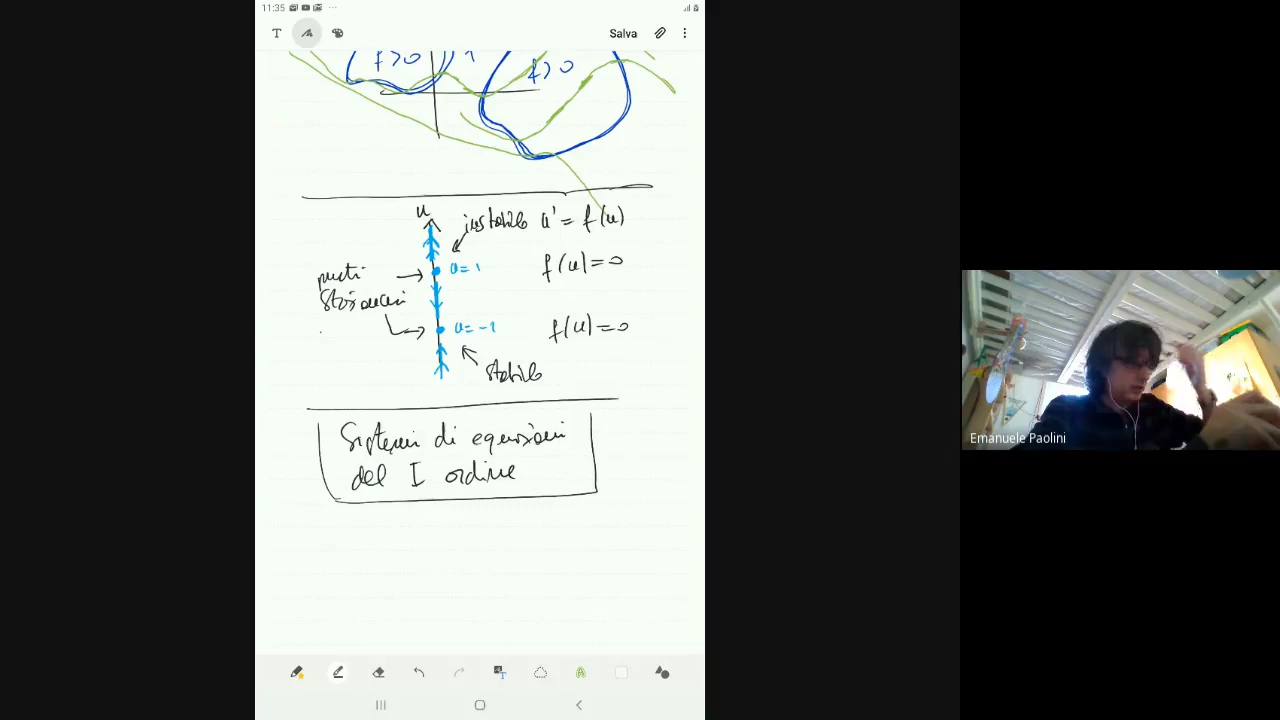 11:35
T
Salva
f>0
1
f>0
u
instabile u' = f(u)
punti
stazionari
u=1
f(u)=0
u=-1
f(u)=0
stabile
Sistemi di equazioni
del I ordine
Emanuele Paolini